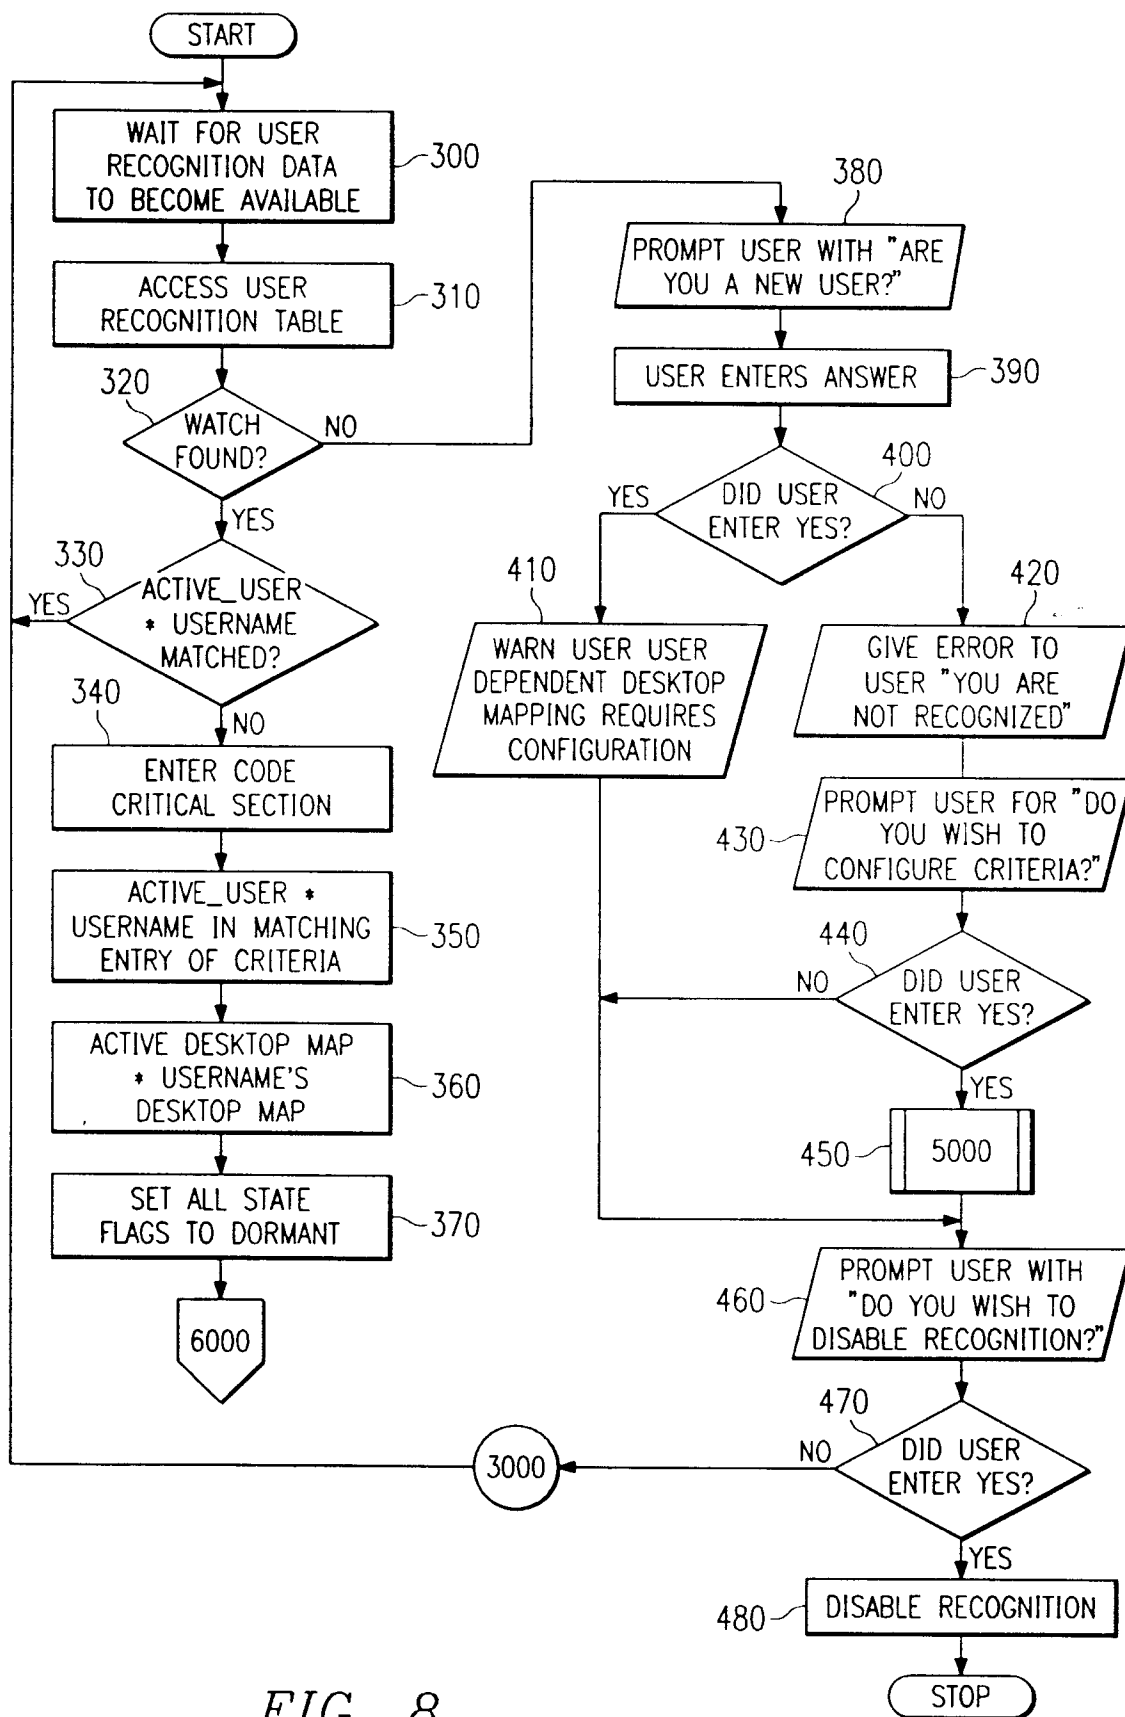 START
WAIT FOR USER
RECOGNITION DATA
TO BECOME AVAILABLE
300
ACCESS USER
RECOGNITION TABLE
310
320
WATCH
FOUND?
NO
YES
330
ACTIVE_USER
* USERNAME
MATCHED?
YES
NO
340
ENTER CODE
CRITICAL SECTION
ACTIVE_USER *
USERNAME IN MATCHING
ENTRY OF CRITERIA
350
ACTIVE DESKTOP MAP
* USERNAME'S
DESKTOP MAP
360
SET ALL STATE
FLAGS TO DORMANT
370
6000
380
PROMPT USER WITH "ARE
YOU A NEW USER?"
USER ENTERS ANSWER
390
400
DID USER
ENTER YES?
YES
NO
410
WARN USER USER
DEPENDENT DESKTOP
MAPPING REQUIRES
CONFIGURATION
420
GIVE ERROR TO
USER "YOU ARE
NOT RECOGNIZED"
430
PROMPT USER FOR "DO
YOU WISH TO
CONFIGURE CRITERIA?"
440
DID USER
ENTER YES?
NO
YES
450
5000
460
PROMPT USER WITH
"DO YOU WISH TO
DISABLE RECOGNITION?"
470
DID USER
ENTER YES?
NO
3000
YES
480
DISABLE RECOGNITION
STOP
FIG. 8